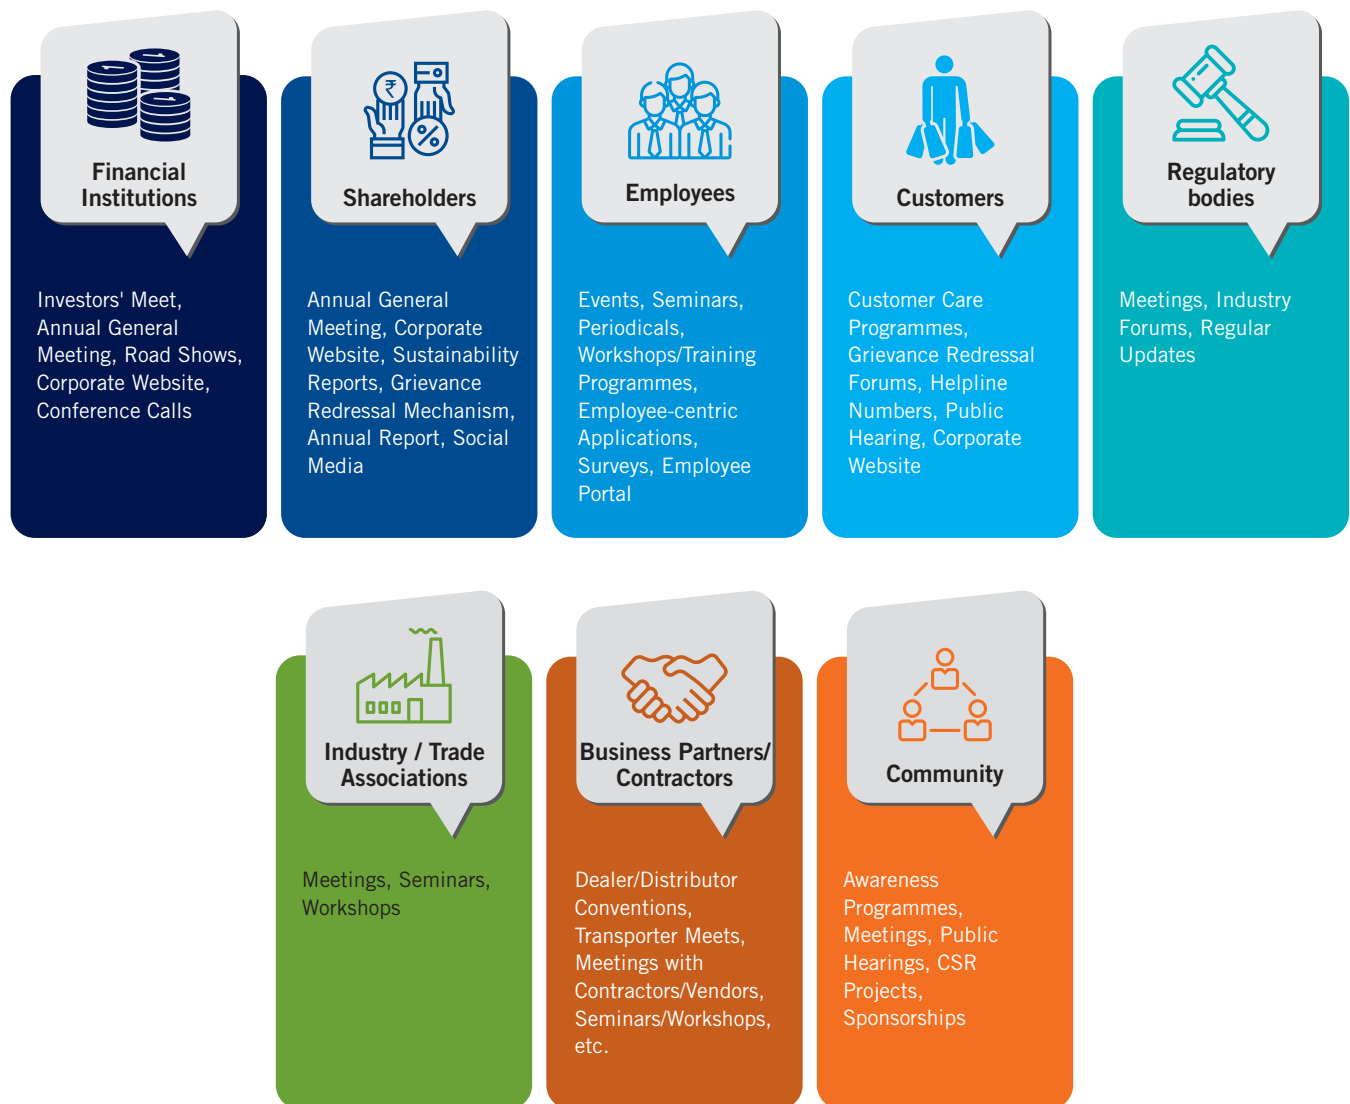 Financial
Institutions
Investors' Meet,
Annual General
Meeting, Road Shows,
Corporate Website,
Conference Calls
₹
%
Shareholders
Annual General
Meeting, Corporate
Website, Sustainability
Reports, Grievance
Redressal Mechanism,
Annual Report, Social
Media
Employees
Events, Seminars,
Periodicals,
Workshops/Training
Programmes,
Employee-centric
Applications,
Surveys, Employee
Portal
Customers
Customer Care
Programmes,
Grievance Redressal
Forums, Helpline
Numbers, Public
Hearing, Corporate
Website
Regulatory
bodies
Meetings, Industry
Forums, Regular
Updates
Industry / Trade
Associations
Meetings, Seminars,
Workshops
Business Partners/
Contractors
Dealer/Distributor
Conventions,
Transporter Meets,
Meetings with
Contractors/Vendors,
Seminars/Workshops,
etc.
Community
Awareness
Programmes,
Meetings, Public
Hearings, CSR
Projects,
Sponsorships